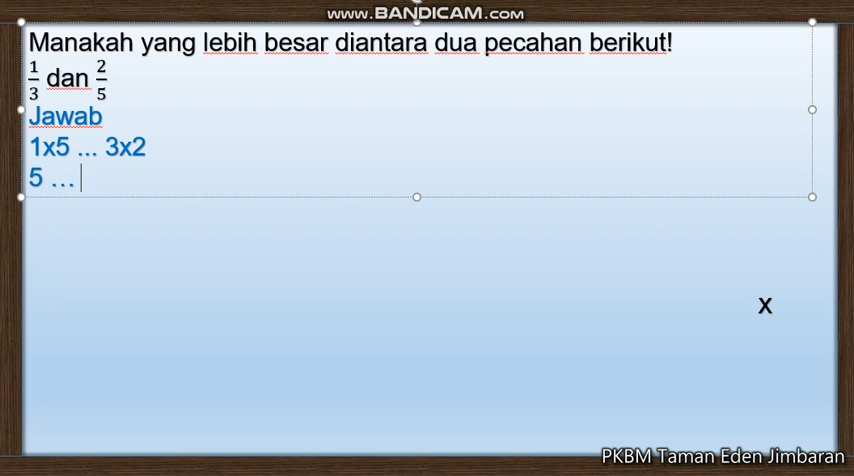 www.BANDICAM.com
Manakah yang lebih besar diantara dua pecahan berikut!
1/3 dan 2/5
Jawab
1x5 ... 3x2
5 ...
x
PKBM Taman Eden Jimbaran